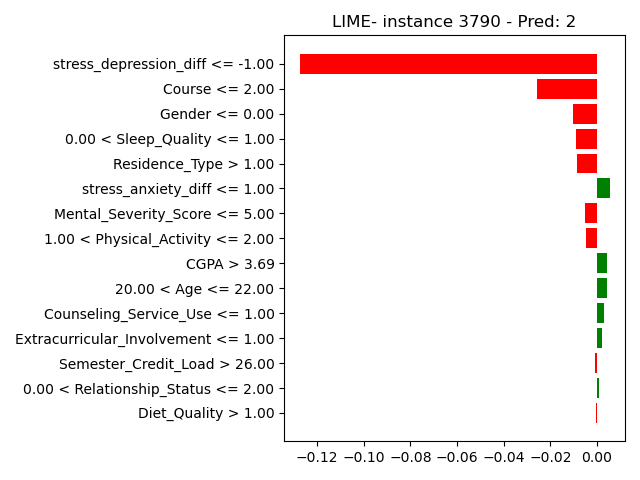 LIME- instance 3790 - Pred: 2
stress_depression_diff <= -1.00
Course <= 2.00
Gender <= 0.00
0.00 < Sleep_Quality <= 1.00
Residence_Type > 1.00
stress_anxiety_diff <= 1.00
Mental_Severity_Score <= 5.00
1.00 < Physical_Activity <= 2.00
CGPA > 3.69
20.00 < Age <= 22.00
Counseling_Service_Use <= 1.00
Extracurricular_Involvement <= 1.00
Semester_Credit_Load > 26.00
0.00 < Relationship_Status <= 2.00
Diet_Quality > 1.00
−0.12 −0.10 −0.08 −0.06 −0.04 −0.02 0.00